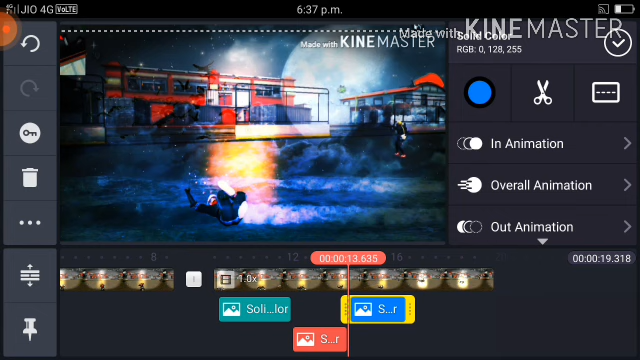 JIO 4G VoLTE
6:37 p.m.
Made with KINEMASTER
Made with KINEMASTER
Solid Color
RGB: 0, 128, 255
In Animation
Overall Animation
Out Animation
8
12
00:00:13.635
16
00:00:19.318
1.0x
Soli...lor
S...r
S...r